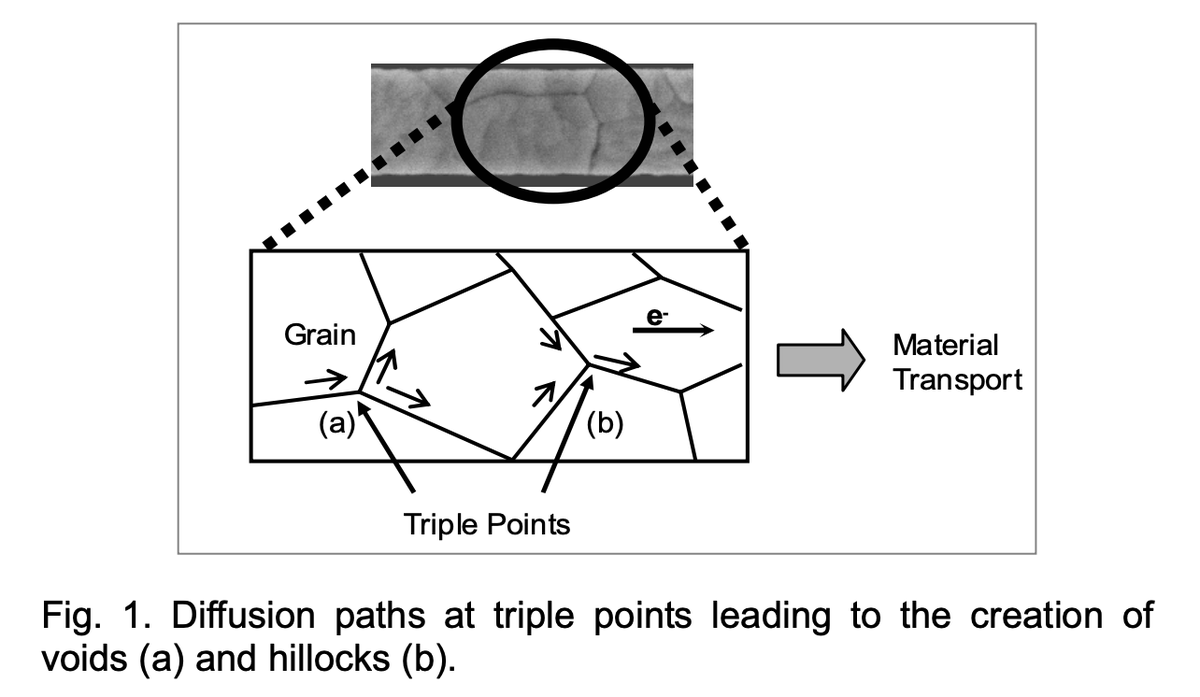 Grain
e-
(a)
(b)
Triple Points
Material
Transport
Fig. 1. Diffusion paths at triple points leading to the creation of
voids (a) and hillocks (b).